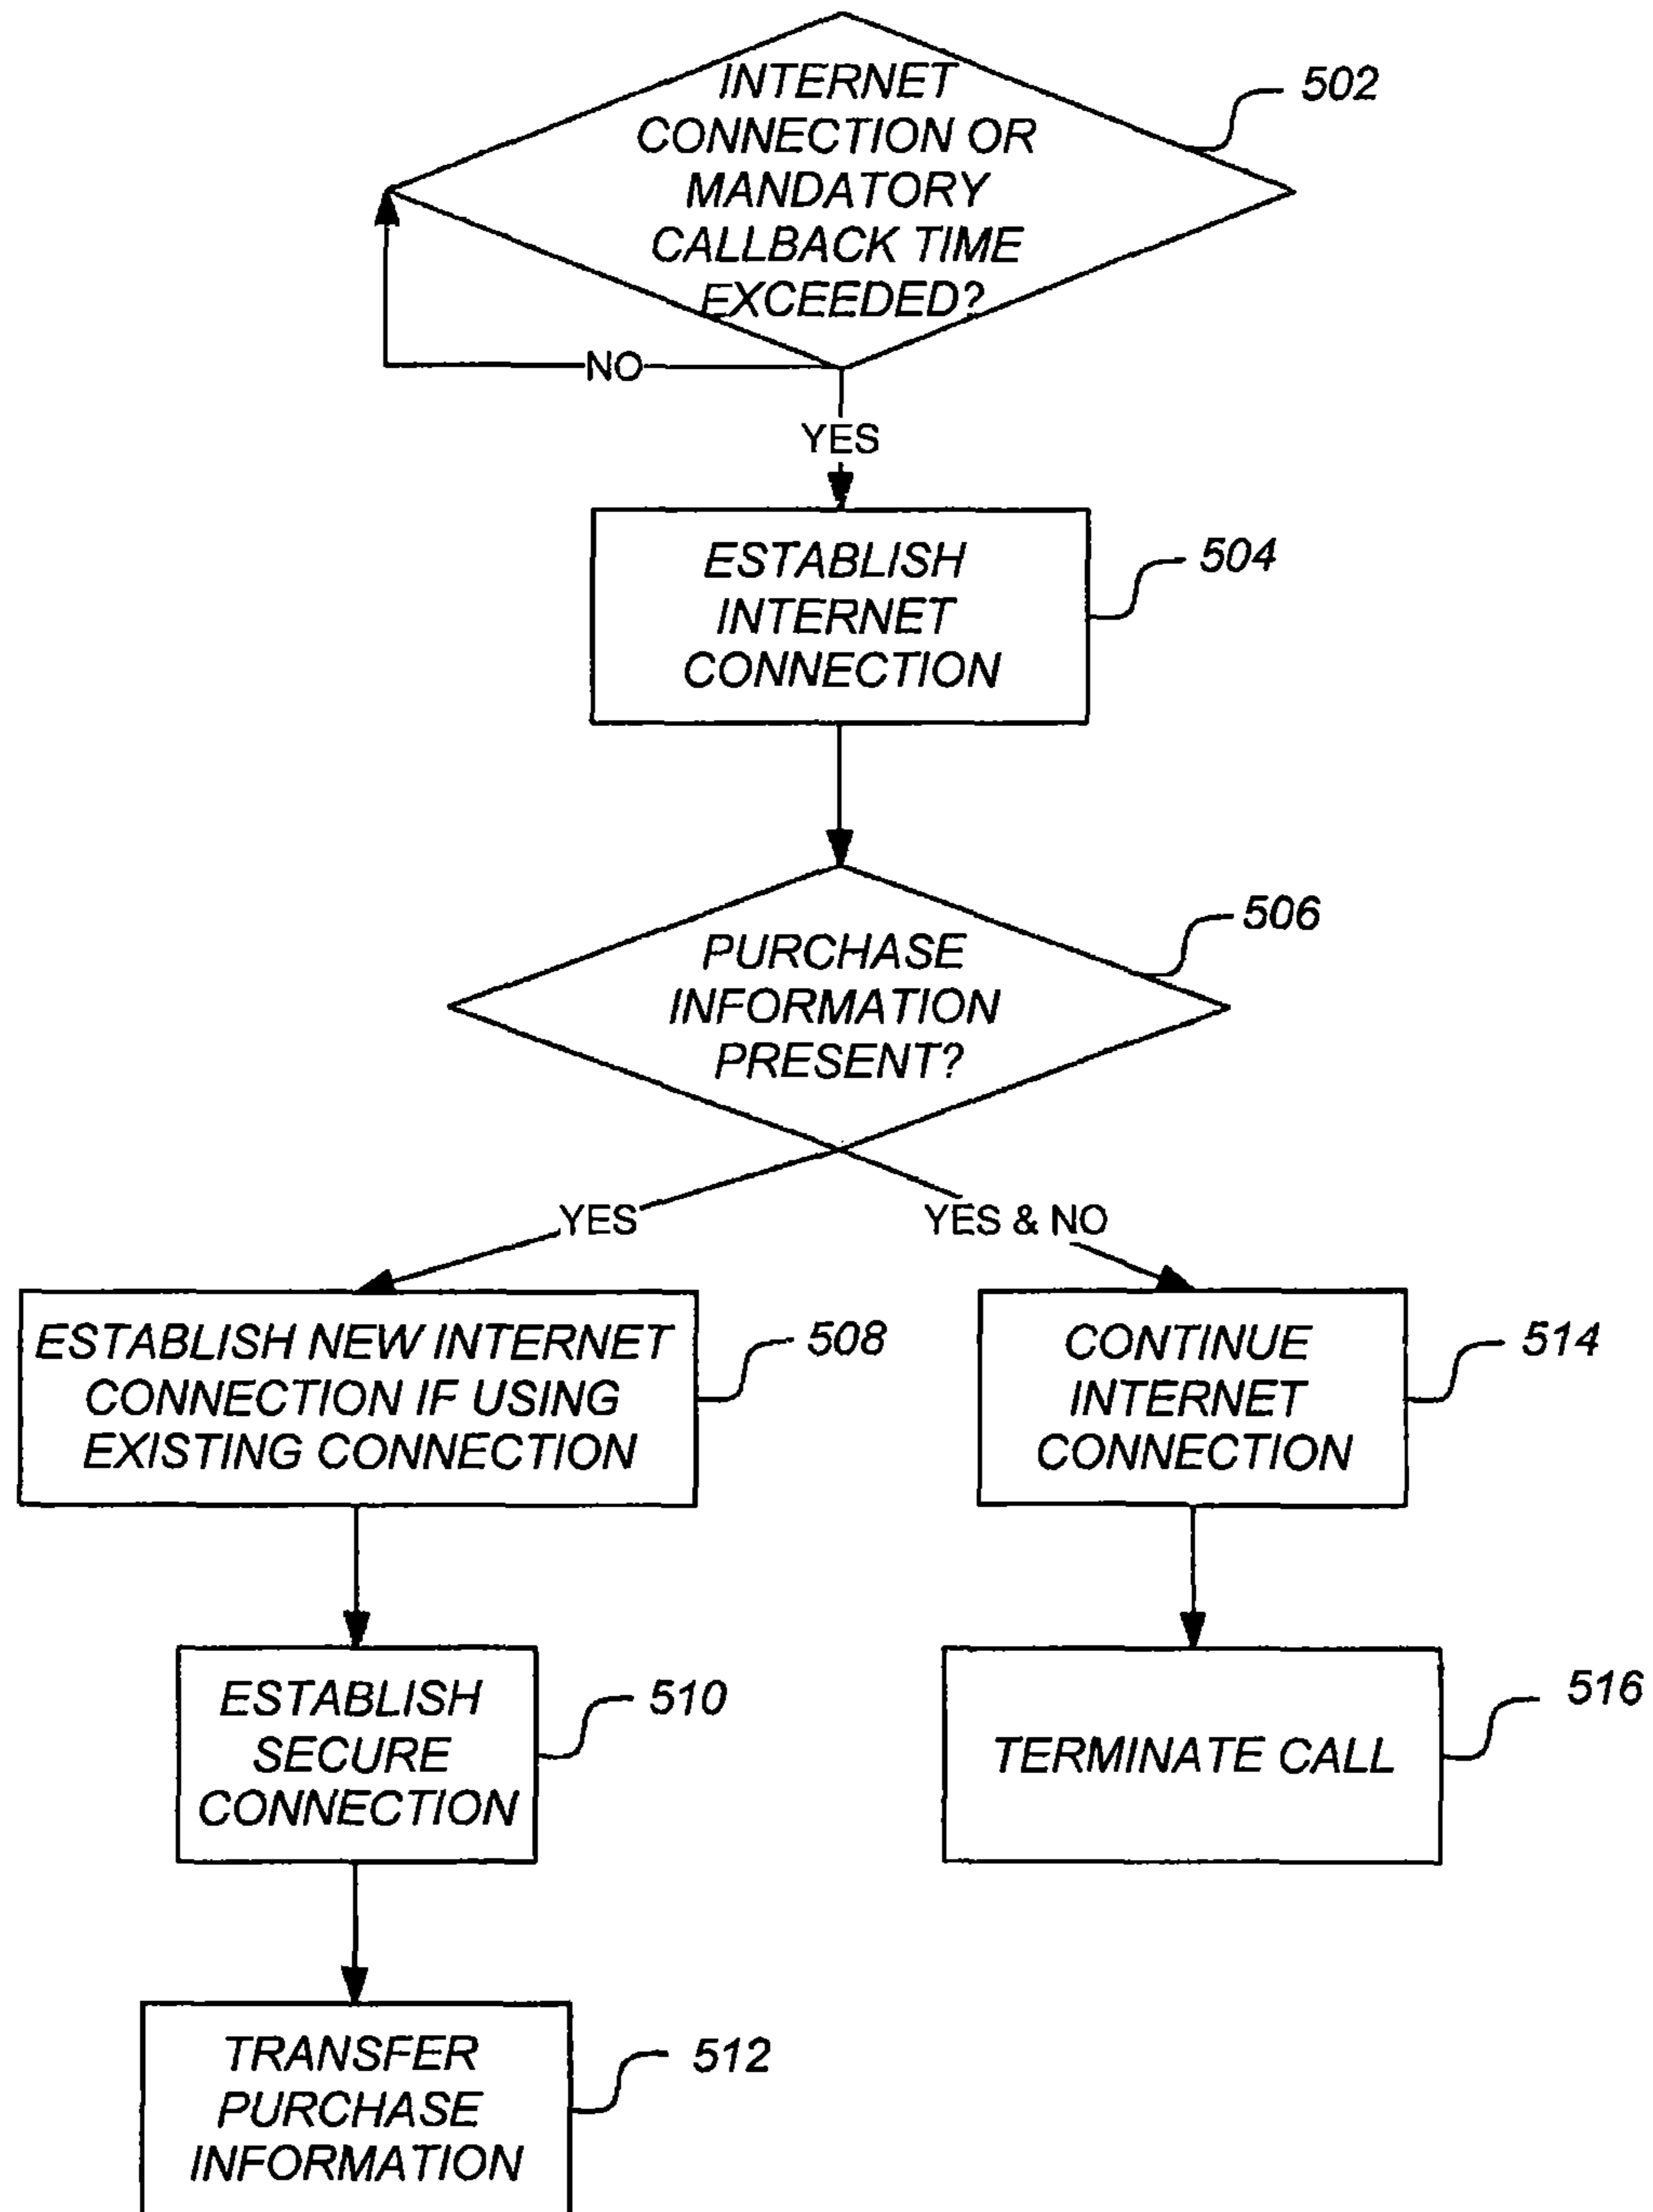 INTERNET
CONNECTION OR
MANDATORY
CALLBACK TIME
EXCEEDED?
502
NO
YES
ESTABLISH
INTERNET
CONNECTION
504
PURCHASE
INFORMATION
PRESENT?
506
YES
YES & NO
ESTABLISH NEW INTERNET
CONNECTION IF USING
EXISTING CONNECTION
508
CONTINUE
INTERNET
CONNECTION
514
ESTABLISH
SECURE
CONNECTION
510
TERMINATE CALL
516
TRANSFER
PURCHASE
INFORMATION
512